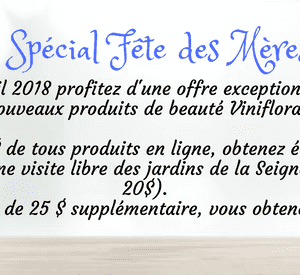 Spécial Fête des Mères
il 2018 profitez d'une offre exception
ouveaux produits de beauté Viniflora
de tous produits en ligne, obtenez é
ne visite libre des jardins de la Seign
20$).
de 25 $ supplémentaire, vous obtene